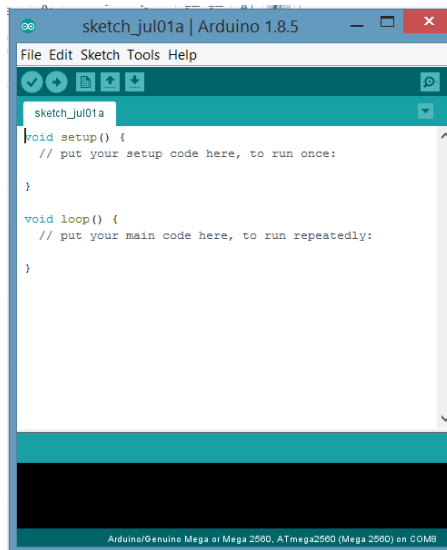 sketch_jul01a | Arduino 1.8.5
File Edit Sketch Tools Help
sketch_jul01a
void setup() {
// put your setup code here, to run once:
}
void loop() {
// put your main code here, to run repeatedly:
}
Arduino/Genuino Mega or Mega 2560, ATmega2560 (Mega 2560) on COM8